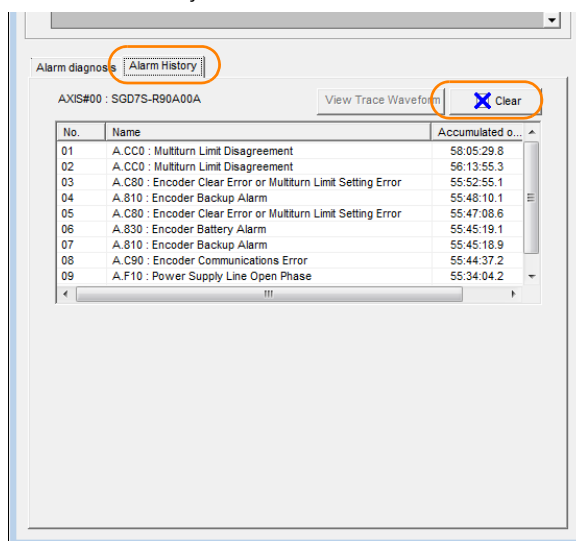 Alarm diagnosis Alarm History
AXIS#00 : SGD7S-R90A00A View Trace Waveform Clear
No. Name Accumulated o...
01 A.CC0 : Multiturn Limit Disagreement 58:05:29.8
02 A.CC0 : Multiturn Limit Disagreement 56:13:55.3
03 A.C80 : Encoder Clear Error or Multiturn Limit Setting Error 55:52:55.1
04 A.810 : Encoder Backup Alarm 55:48:10.1
05 A.C80 : Encoder Clear Error or Multiturn Limit Setting Error 55:47:08.6
06 A.830 : Encoder Battery Alarm 55:45:19.1
07 A.810 : Encoder Backup Alarm 55:45:18.9
08 A.C90 : Encoder Communications Error 55:44:37.2
09 A.F10 : Power Supply Line Open Phase 55:34:04.2